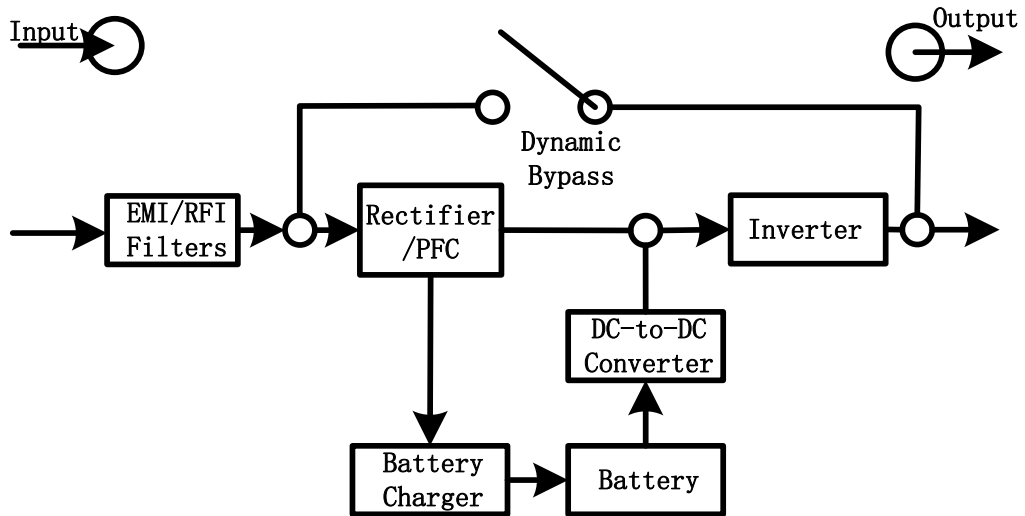 Input
Output
Dynamic
Bypass
EMI/RFI
Filters
Rectifier
/PFC
Inverter
DC-to-DC
Converter
Battery
Charger
Battery